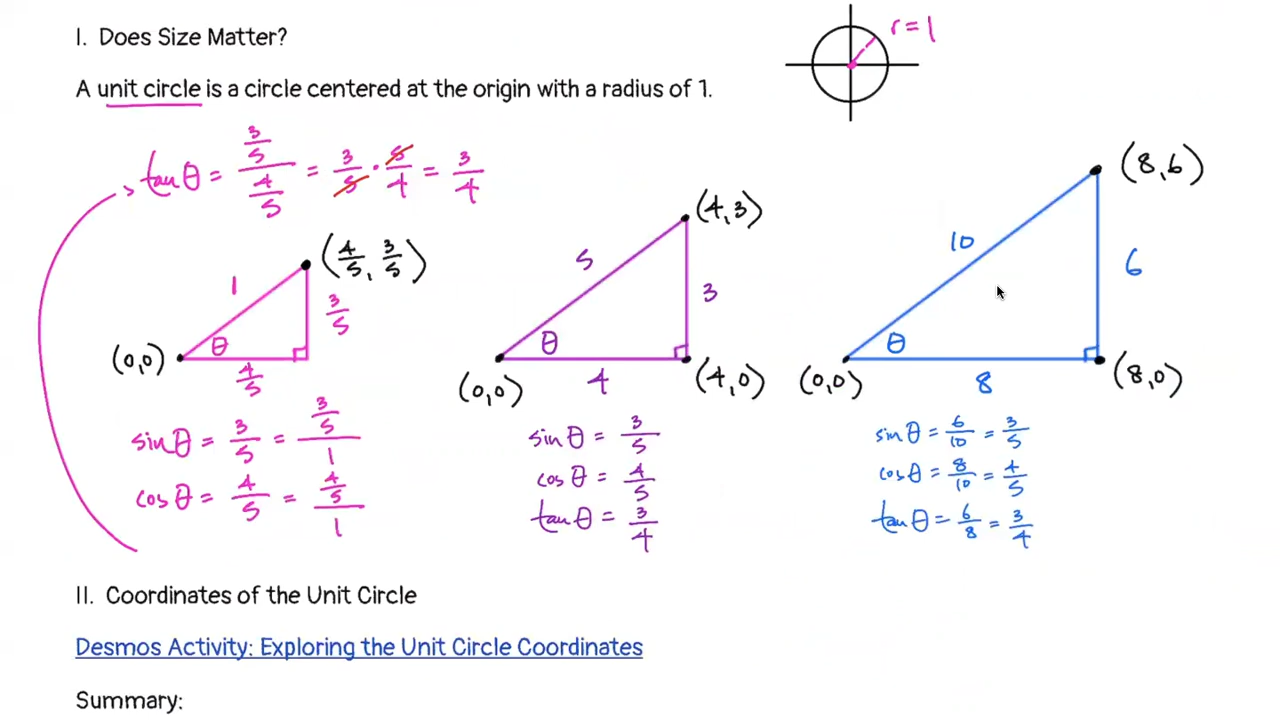 I. Does Size Matter?
r = 1
A unit circle is a circle centered at the origin with a radius of 1.
tan θ = (3/5)/(4/5) = 3/5 · 5/4 = 3/4
(4/5, 3/5)
1
3/5
θ
(0,0)
4/5
sin θ = 3/5 = (3/5)/1
cos θ = 4/5 = (4/5)/1
(4,3)
5
3
θ
(0,0)
4
(4,0)
sin θ = 3/5
cos θ = 4/5
tan θ = 3/4
(8,6)
10
6
θ
(0,0)
8
(8,0)
sin θ = 6/10 = 3/5
cos θ = 8/10 = 4/5
tan θ = 6/8 = 3/4
II. Coordinates of the Unit Circle
Desmos Activity: Exploring the Unit Circle Coordinates
Summary: